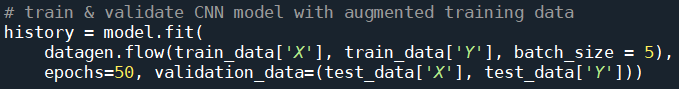 # train & validate CNN model with augmented training data
history = model.fit(
    datagen.flow(train_data['X'], train_data['Y'], batch_size = 5),
    epochs=50, validation_data=(test_data['X'], test_data['Y']))